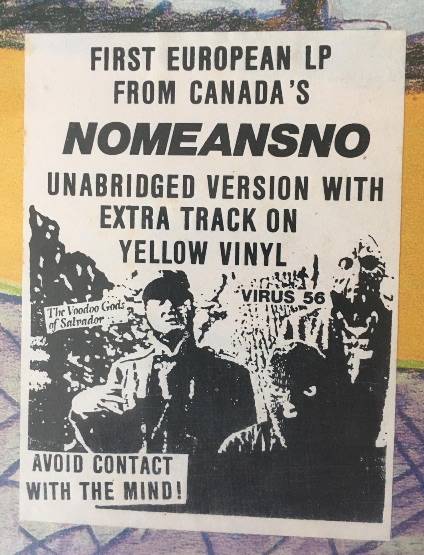 FIRST EUROPEAN LP
FROM CANADA'S
NOMEANSNO
UNABRIDGED VERSION WITH
EXTRA TRACK ON
YELLOW VINYL
VIRUS 56
The Voodoo Gods
of Salvador
AVOID CONTACT
WITH THE MIND!